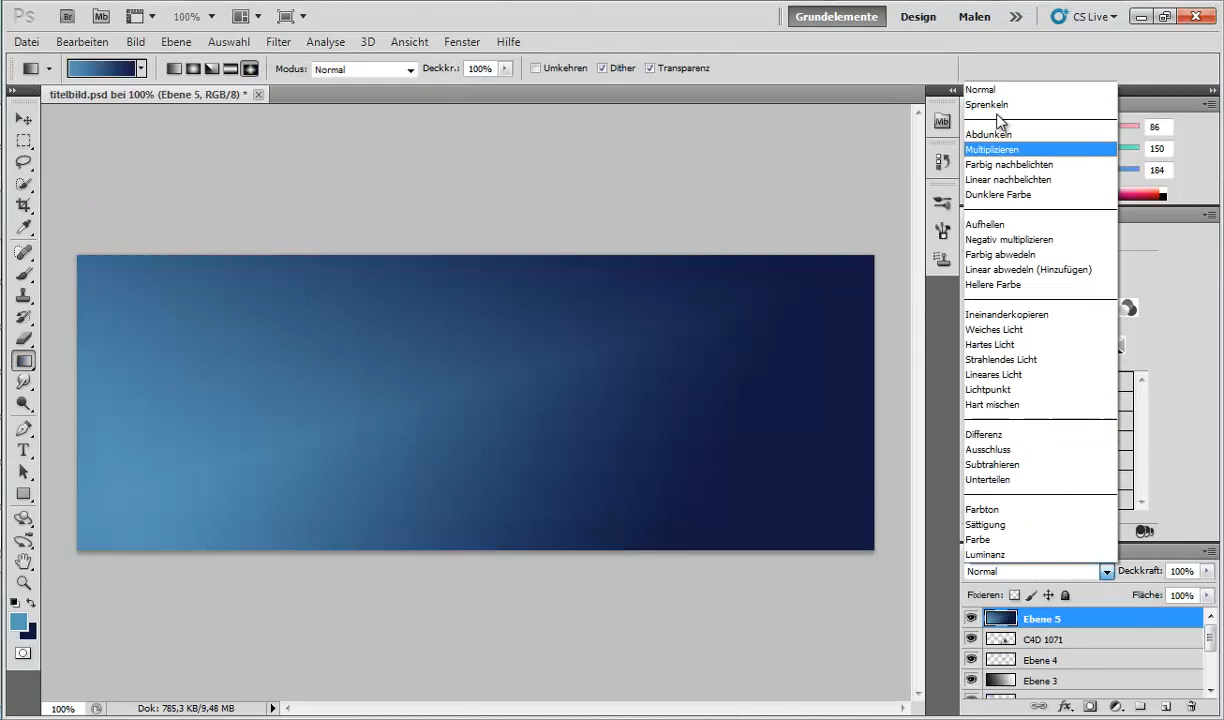 Ps
Br
Mb
100%
Grundelemente
Design
Malen
CS Live
Datei
Bearbeiten
Bild
Ebene
Auswahl
Filter
Analyse
3D
Ansicht
Fenster
Hilfe
Modus:
Normal
Deckkr.:
100%
Umkehren
Dither
Transparenz
titelbild.psd bei 100% (Ebene 5, RGB/8) *
Mb
86
150
184
Normal
Sprenkeln
Abdunkeln
Multiplizieren
Farbig nachbelichten
Linear nachbelichten
Dunklere Farbe
Aufhellen
Negativ multiplizieren
Farbig abwedeln
Linear abwedeln (Hinzufügen)
Hellere Farbe
Ineinanderkopieren
Weiches Licht
Hartes Licht
Strahlendes Licht
Lineares Licht
Lichtpunkt
Hart mischen
Differenz
Ausschluss
Subtrahieren
Unterteilen
Farbton
Sättigung
Farbe
Luminanz
Normal
Deckkraft:
100%
Fixieren:
Fläche:
100%
Ebene 5
C4D 1071
Ebene 4
Ebene 3
100%
Dok: 785,3 KB/9,48 MB